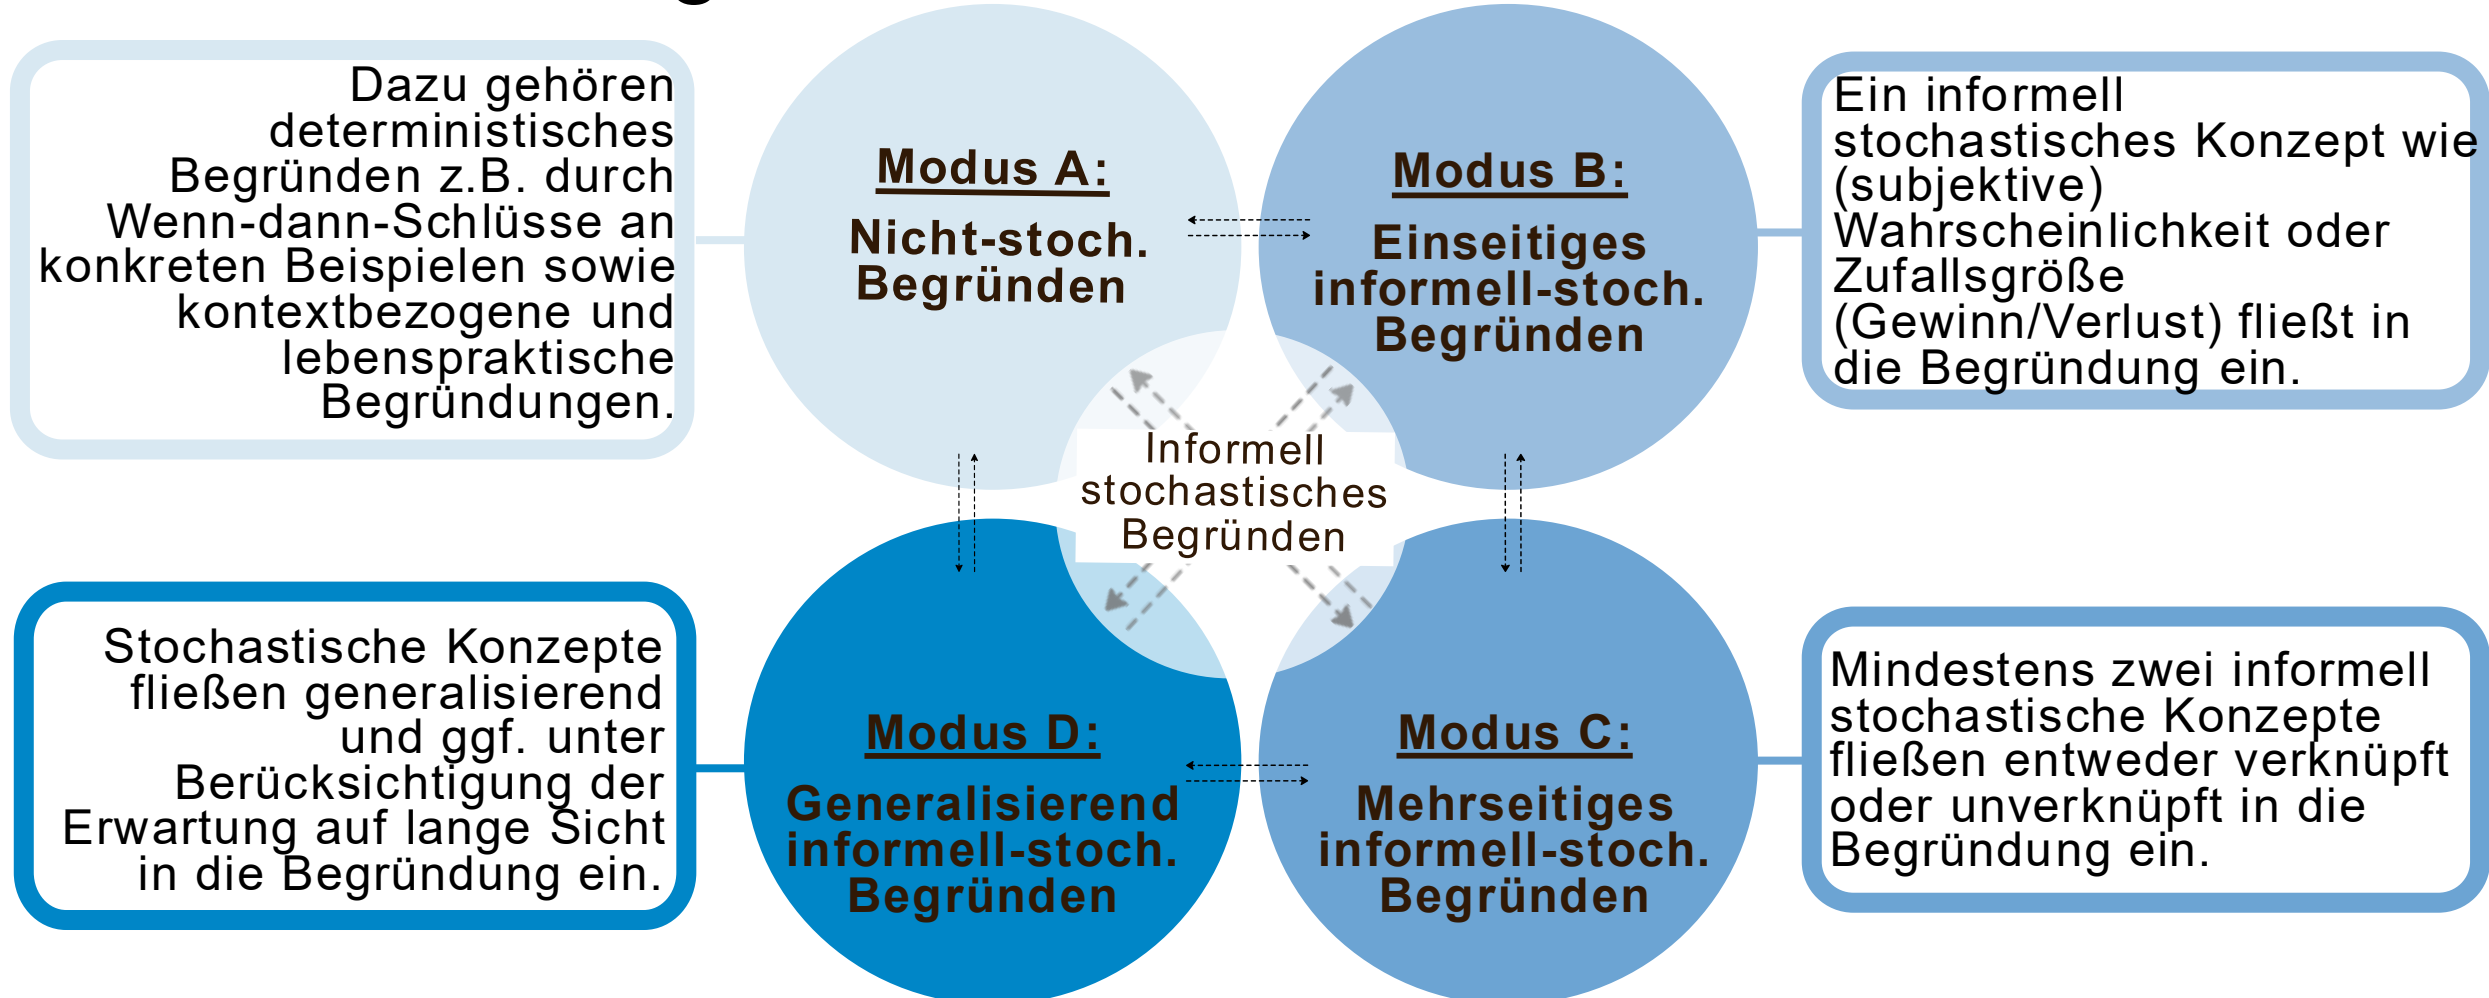 Dazu gehören
deterministisches
Begründen z.B. durch
Wenn-dann-Schlüsse an
konkreten Beispielen sowie
kontextbezogene und
lebenspraktische
Begründungen.
Modus A:
Nicht-stoch.
Begründen
Modus B:
Einseitiges
informell-stoch.
Begründen
Ein informell
stochastisches Konzept wie
(subjektive)
Wahrscheinlichkeit oder
Zufallsgröße
(Gewinn/Verlust) fließt in
die Begründung ein.
Informell
stochastisches
Begründen
Stochastische Konzepte
fließen generalisierend
und ggf. unter
Berücksichtigung der
Erwartung auf lange Sicht
in die Begründung ein.
Modus D:
Generalisierend
informell-stoch.
Begründen
Modus C:
Mehrseitiges
informell-stoch.
Begründen
Mindestens zwei informell
stochastische Konzepte
fließen entweder verknüpft
oder unverknüpft in die
Begründung ein.